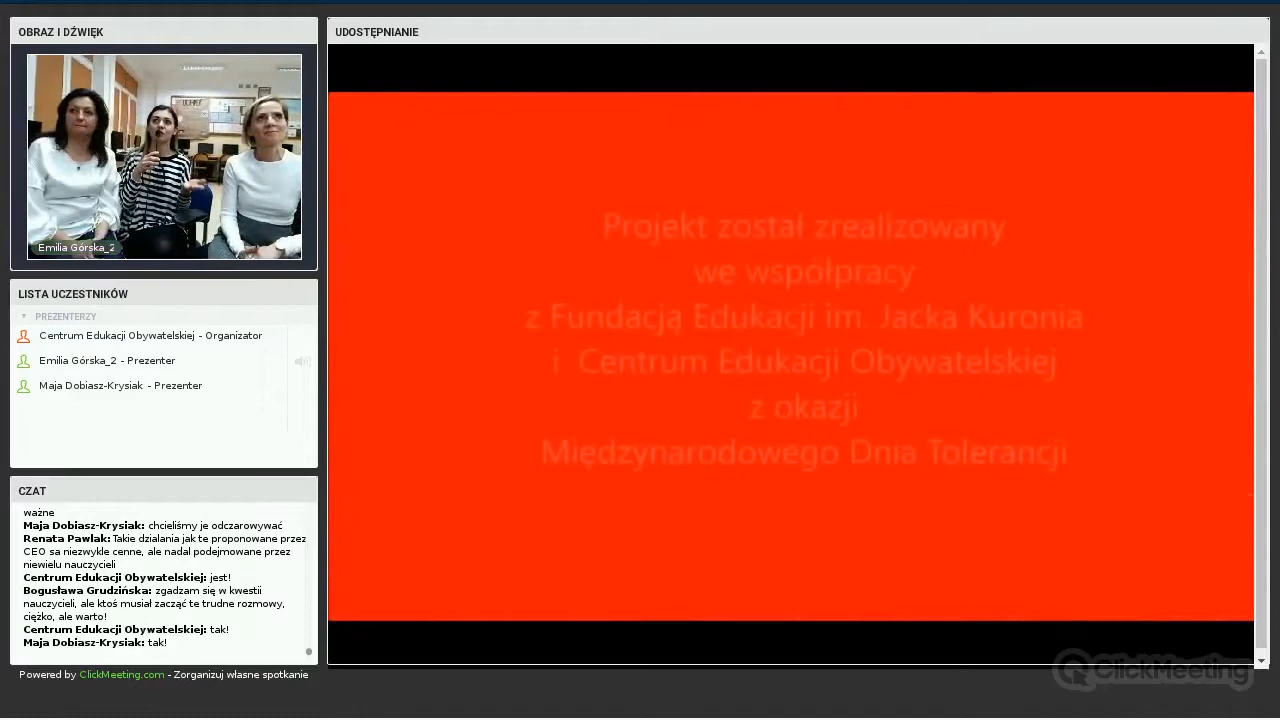 OBRAZ I DŹWIĘK
Emilia Górska_2
LISTA UCZESTNIKÓW
PREZENTERZY
Centrum Edukacji Obywatelskiej - Organizator
Emilia Górska_2 - Prezenter
Maja Dobiasz-Krysiak - Prezenter
CZAT
ważne
Maja Dobiasz-Krysiak: chcieliśmy je odczarowywać
Renata Pawlak: Takie dzialania jak te proponowane przez
CEO sa niezwykle cenne, ale nadal podejmowane przez
niewielu nauczycieli
Centrum Edukacji Obywatelskiej: jest!
Bogusława Grudzińska: zgadzam się w kwestii
nauczycieli, ale ktoś musiał zacząć te trudne rozmowy,
ciężko, ale warto!
Centrum Edukacji Obywatelskiej: tak!
Maja Dobiasz-Krysiak: tak!
Powered by ClickMeeting.com - Zorganizuj własne spotkanie
UDOSTĘPNIANIE
Projekt został zrealizowany
we współpracy
z Fundacją Edukacji im. Jacka Kuronia
i Centrum Edukacji Obywatelskiej
z okazji
Międzynarodowego Dnia Tolerancji
ClickMeeting